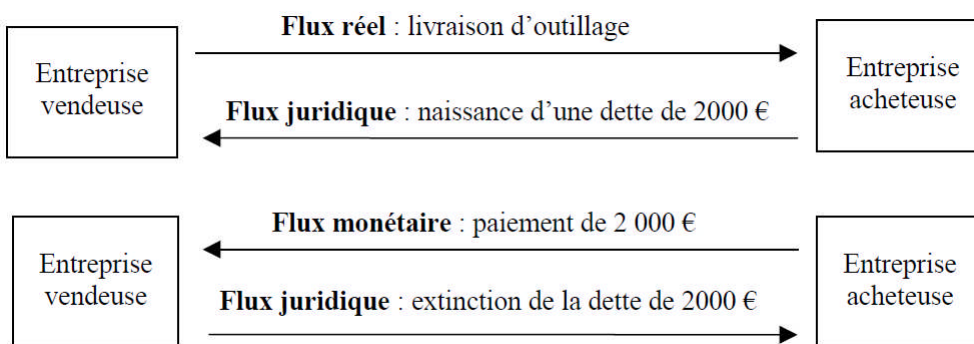 Flux réel : livraison d’outillage
Entreprise
vendeuse
Entreprise
acheteuse
Flux juridique : naissance d’une dette de 2000 €
Flux monétaire : paiement de 2 000 €
Entreprise
vendeuse
Entreprise
acheteuse
Flux juridique : extinction de la dette de 2000 €